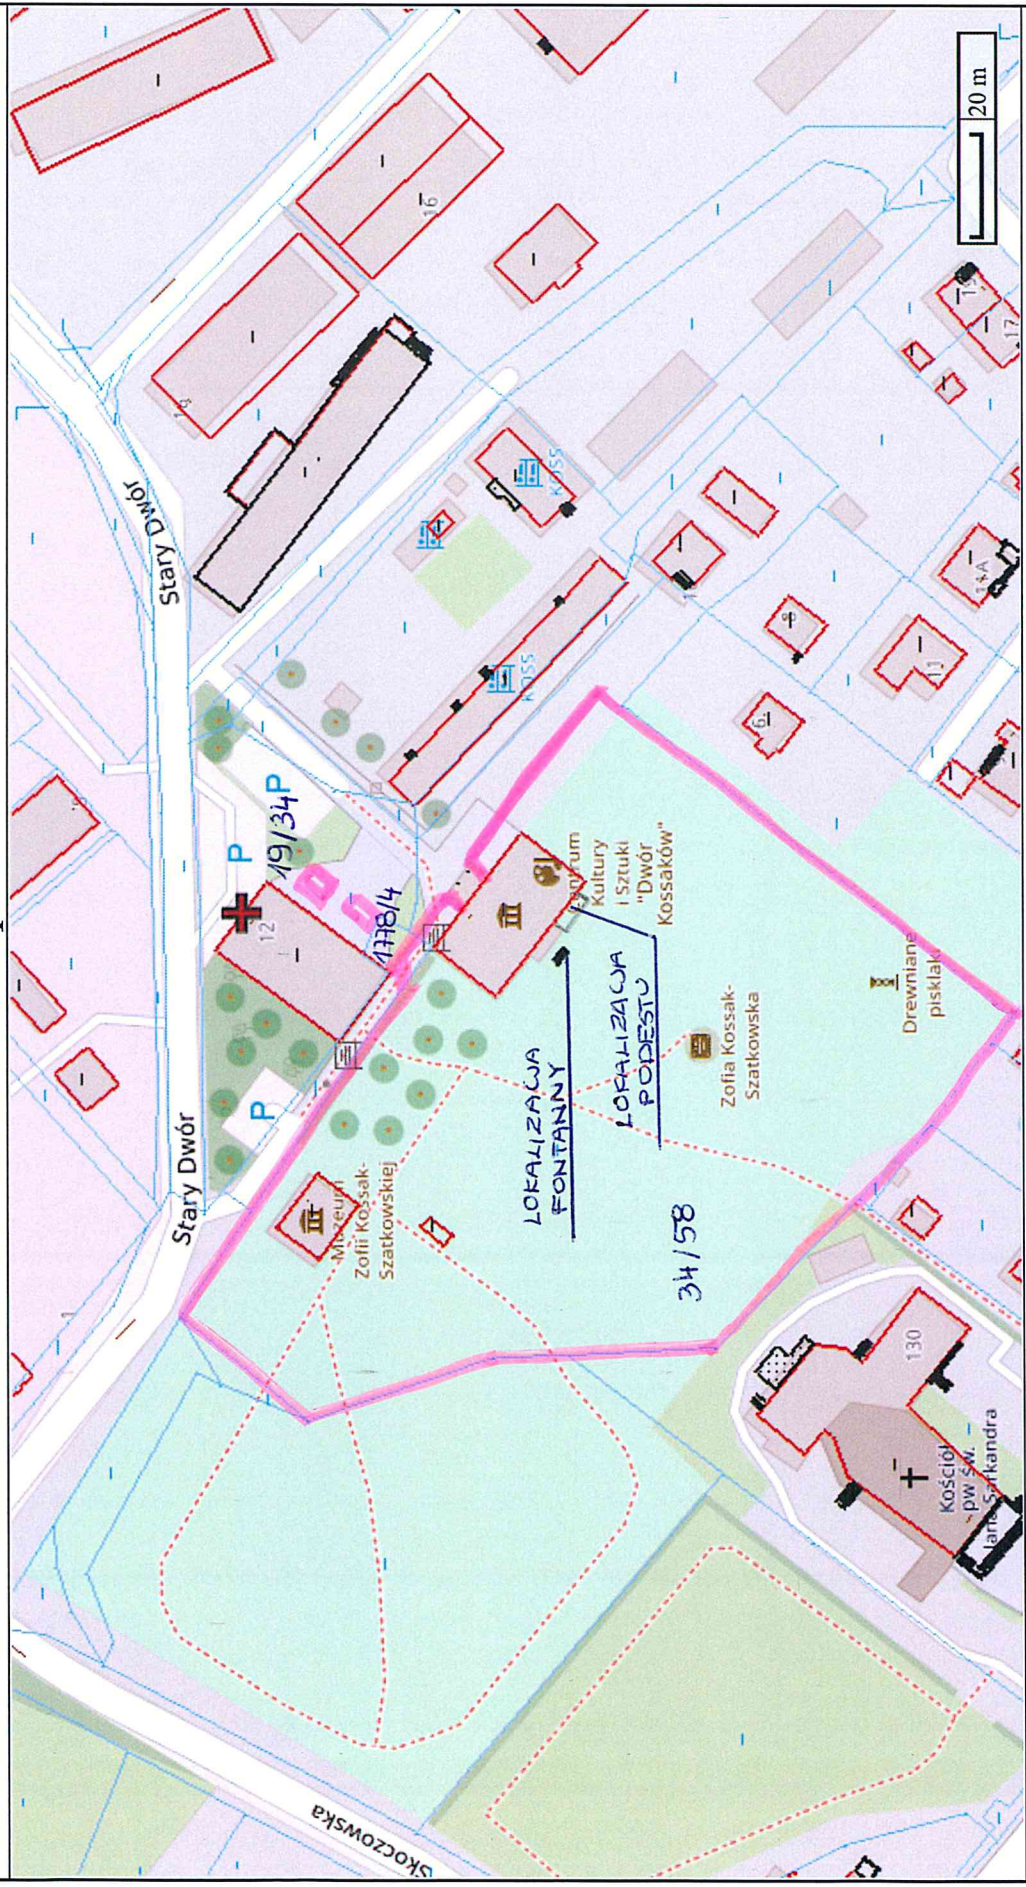 20 m
16
Stary Dwór
KOSS
KOSS
17
8
6
11
14A
P
P
19/34
12
1778/4
Centrum
Kultury
i Sztuki
"Dwór
Kossaków"
LOKALIZACJA
FONTANNY
LOKALIZACJA
PODESTU
Drewniane
pisklaki
Zofia Kossak-
Szatkowska
P
Stary Dwór
Muzeum
Zofii Kossak-
Szatkowskiej
34/58
130
Kościół
pw św.
Jana Sarkandra
Skoczowska